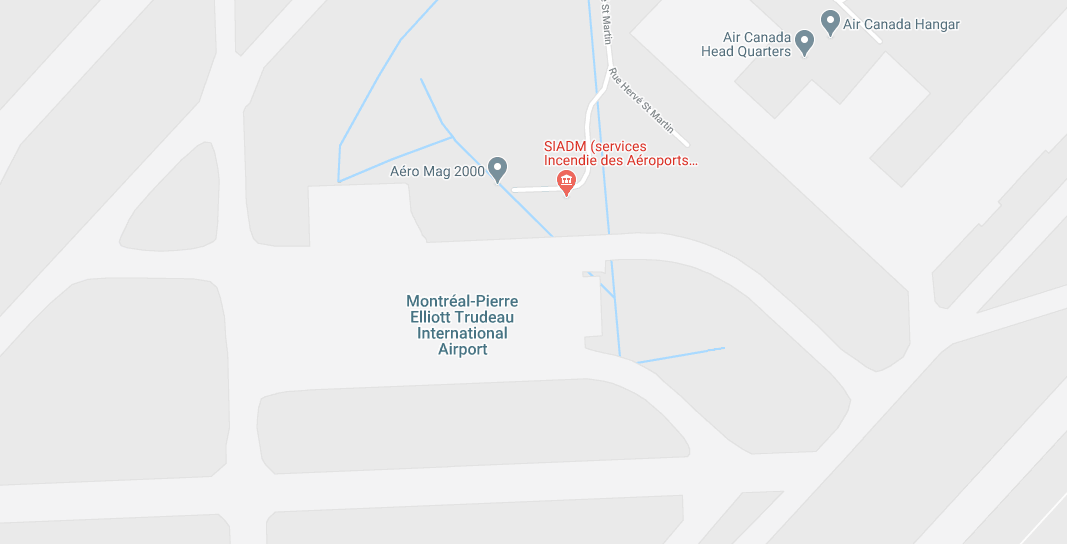 Air Canada Hangar
Air Canada
Head Quarters
St Martin
Rue Hervé St Martin
SIADM (services
Incendie des Aéroports…
Aéro Mag 2000
Montréal-Pierre
Elliott Trudeau
International
Airport